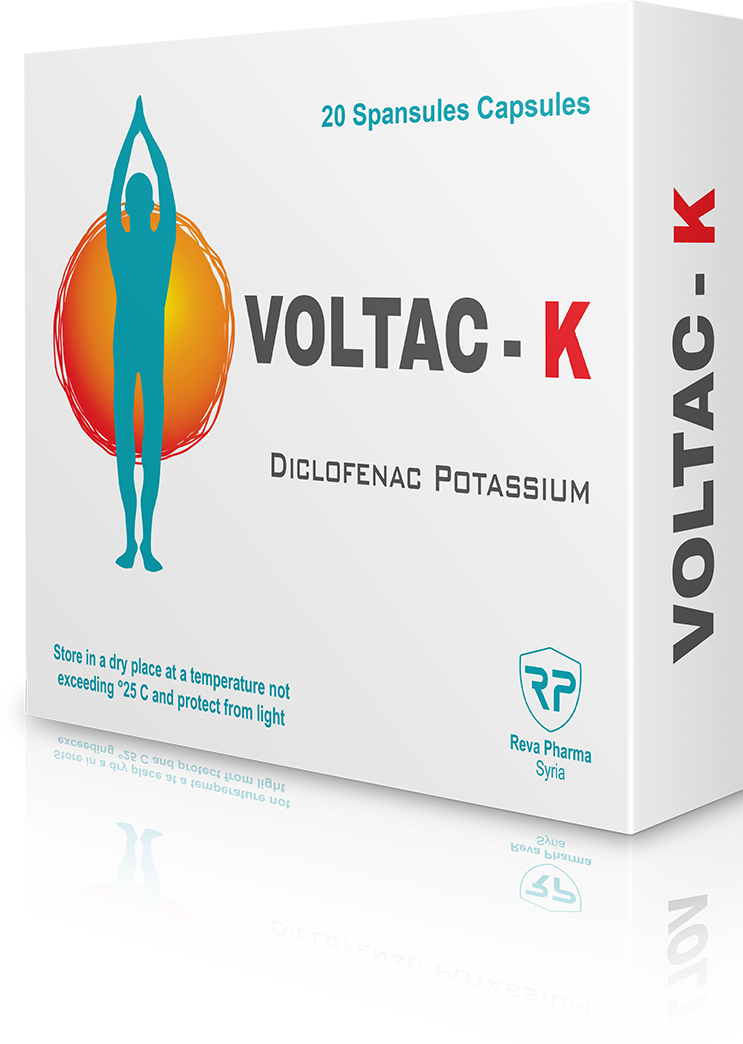 20 Spansules Capsules
VOLTAC - K
DICLOFENAC POTASSIUM
Store in a dry place at a temperature not
exceeding °25 C and protect from light
RP
Reva Pharma
Syria
VOLTAC - K